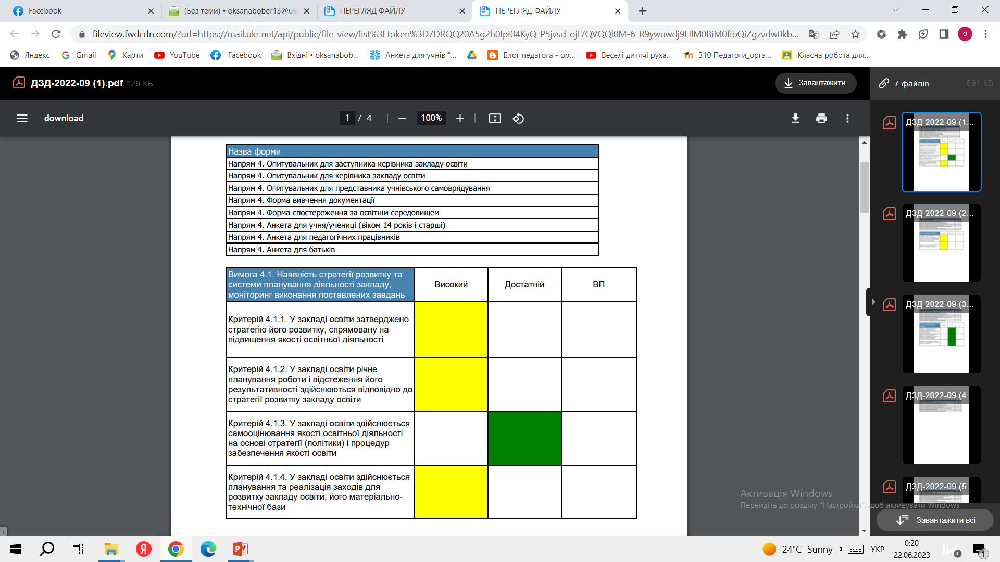 Facebook
(Без теми) • oksanabober13@uk
ПЕРЕГЛЯД ФАЙЛУ
ПЕРЕГЛЯД ФАЙЛУ
fileview.fwdcdn.com/?url=https://mail.ukr.net/api/public/file_view/list%3Ftoken%3D7DRQQ20A5g2h0IpI04KyQ_P5jvsd_ojt7QVQQl0M-6_R9ywuwdj9HlM0BiM0fibQiZgzvdw0kb...
o
Яндекс
Gmail
Карти
YouTube
Facebook
Вхідні • oksanabob...
Анкета для учнів "...
Блог педагога - ор...
Веселі дитячі руха...
310 Педагоги_орга...
Класна робота для...
ДЗД-2022-09 (1).pdf 129 КБ
Завантажити
7 файлів
691 КБ
download
1 / 4
100%
Назва форми
Напрям 4. Опитувальник для заступника керівника закладу освіти
Напрям 4. Опитувальник для керівника закладу освіти
Напрям 4. Опитувальник для представника учнівського самоврядування
Напрям 4. Форма вивчення документації
Напрям 4. Форма спостереження за освітнім середовищем
Напрям 4. Анкета для учня/учениці (віком 14 років і старші)
Напрям 4. Анкета для педагогічних працівників
Напрям 4. Анкета для батьків
Вимога 4.1. Наявність стратегії розвитку та
системи планування діяльності закладу,
моніторинг виконання поставлених завдань
Високий
Достатній
ВП
Критерій 4.1.1. У закладі освіти затверджено
стратегію його розвитку, спрямовану на
підвищення якості освітньої діяльності
Критерій 4.1.2. У закладі освіти річне
планування роботи і відстеження його
результативності здійснюються відповідно до
стратегії розвитку закладу освіти
Критерій 4.1.3. У закладі освіти здійснюється
самооцінювання якості освітньої діяльності
на основі стратегії (політики) і процедур
забезпечення якості освіти
Критерій 4.1.4. У закладі освіти здійснюється
планування та реалізація заходів для
розвитку закладу освіти, його матеріально-
технічної бази
ДЗД-2022-09 (1...
ДЗД-2022-09 (2...
ДЗД-2022-09 (3...
ДЗД-2022-09 (4...
ДЗД-2022-09 (5...
Активація Windows
Перейдіть до розділу "Настройки", щоб активувати Windows.
Завантажити всі
24°C Sunny
УКР
0:20
22.06.2023
3
1